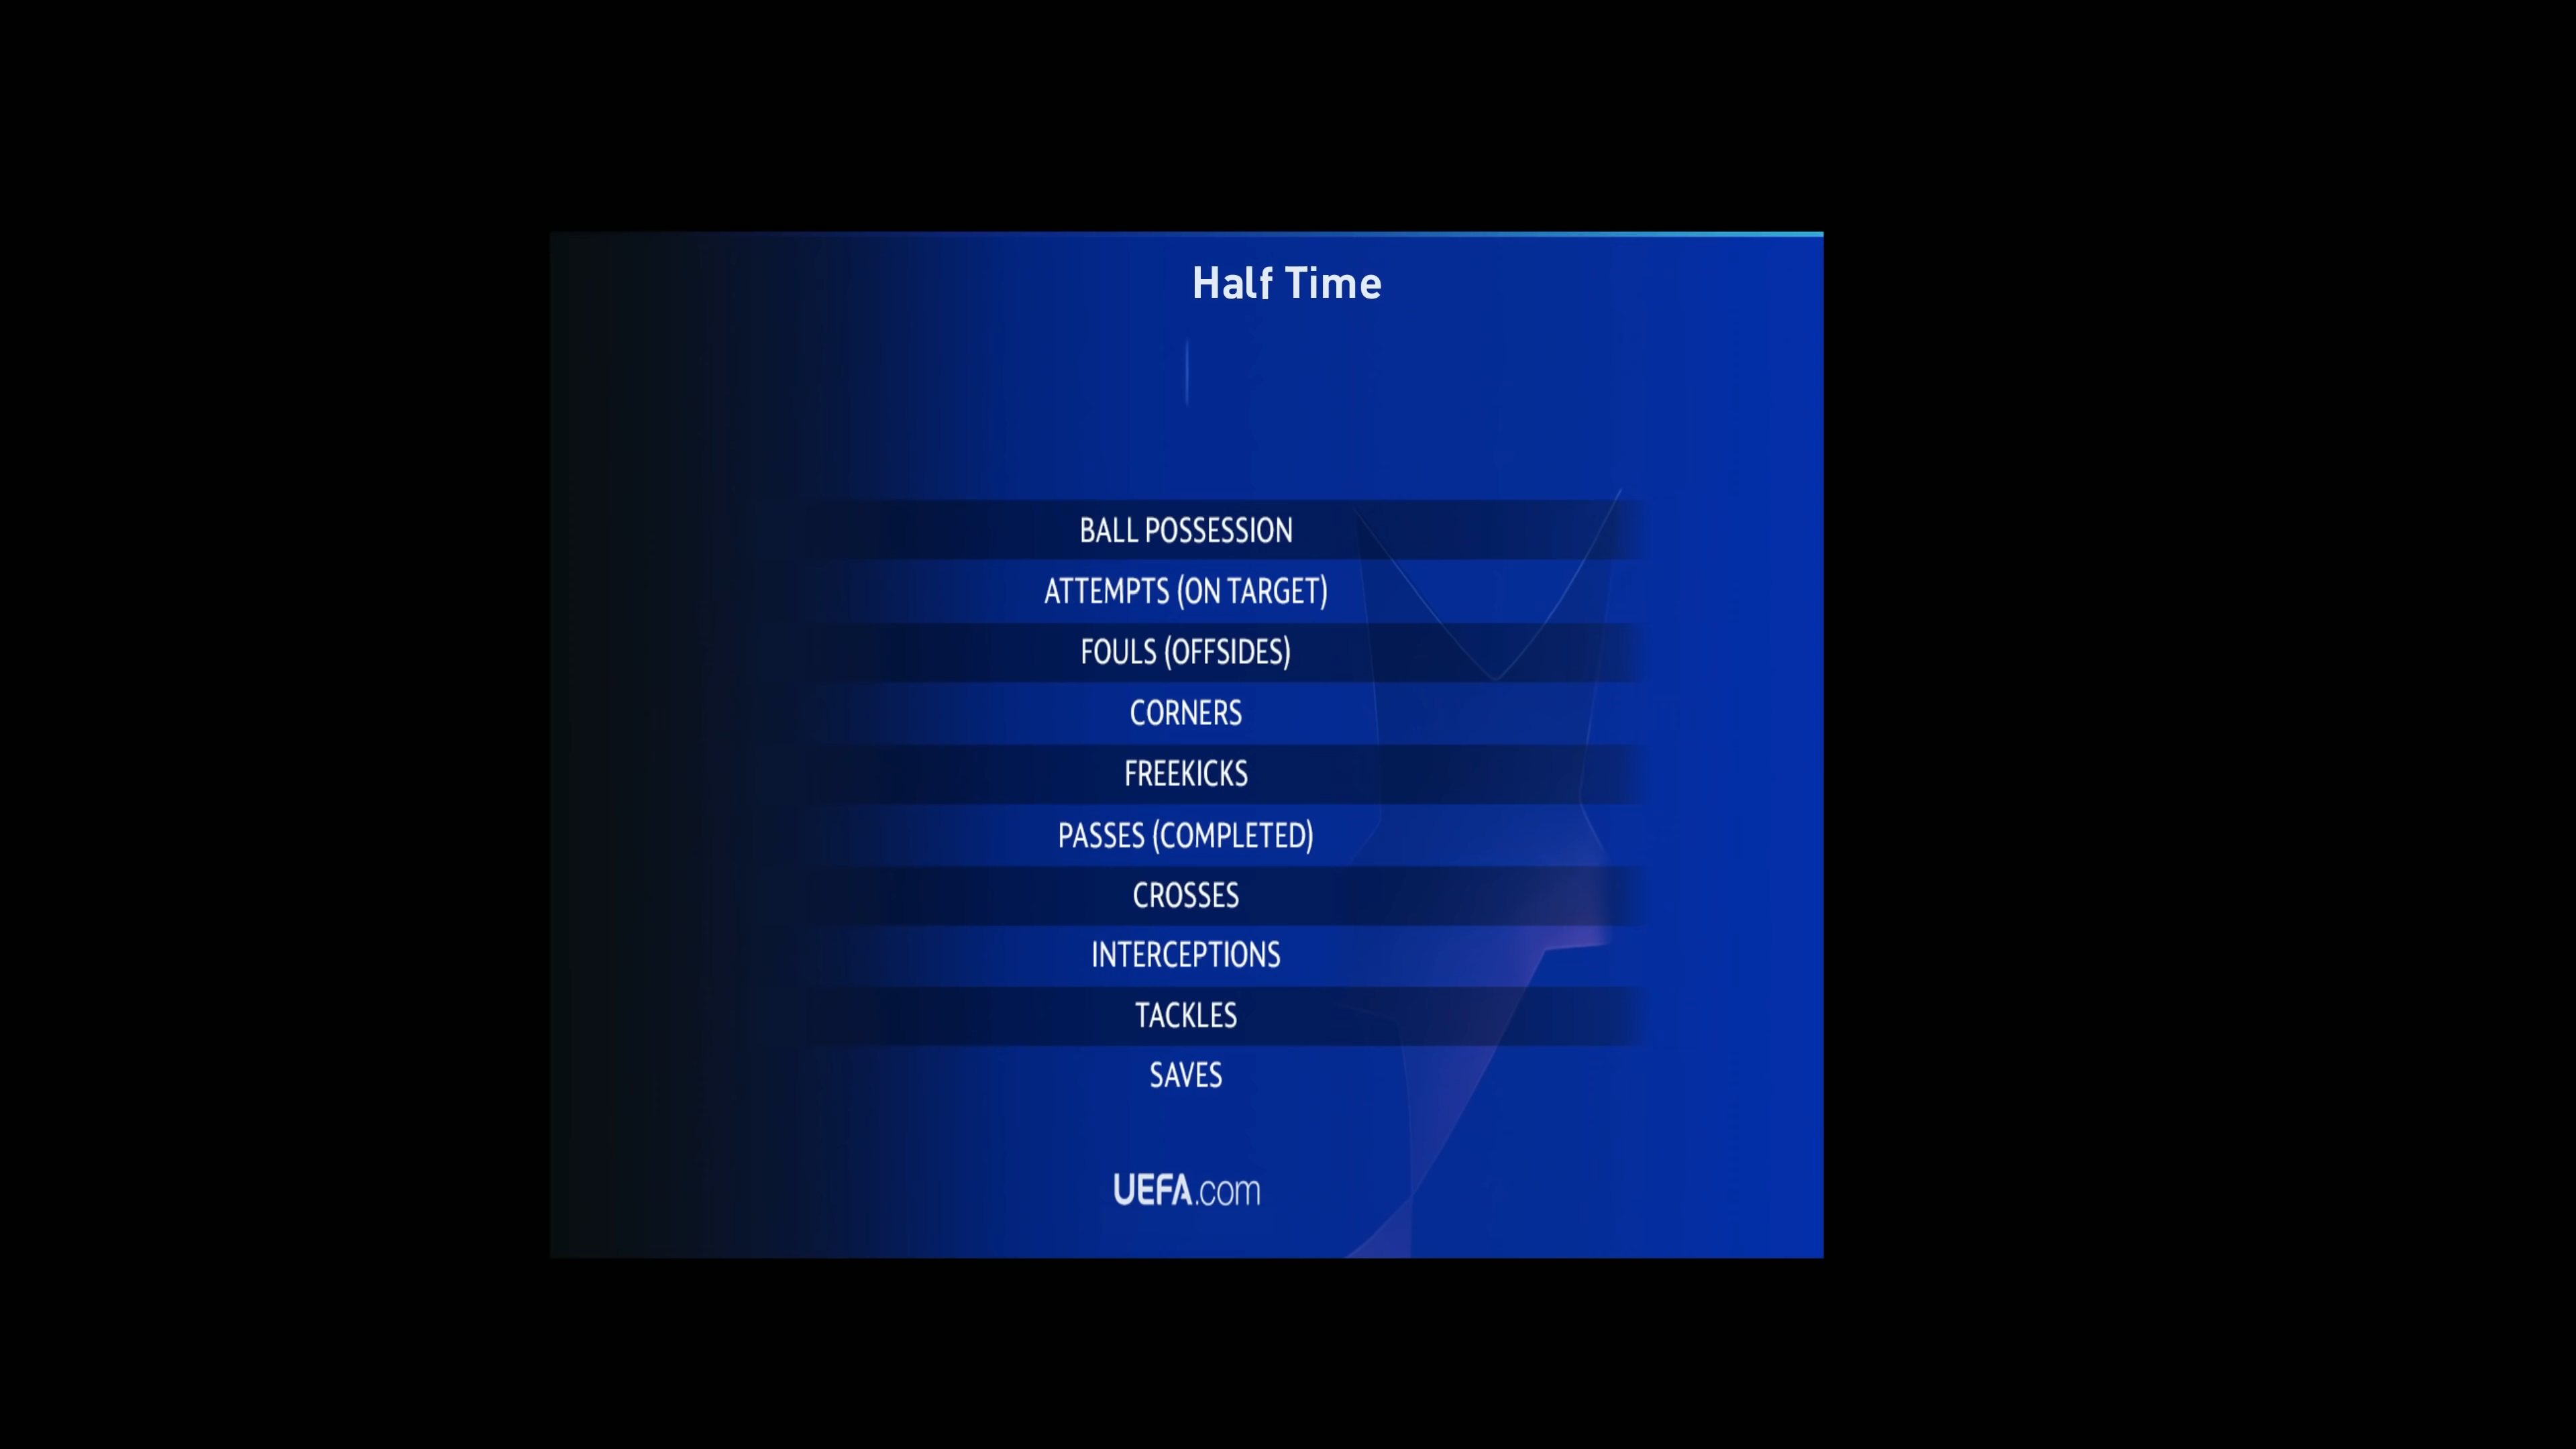 Half Time
BALL POSSESSION
ATTEMPTS (ON TARGET)
FOULS (OFFSIDES)
CORNERS
FREEKICKS
PASSES (COMPLETED)
CROSSES
INTERCEPTIONS
TACKLES
SAVES
UEFA.com